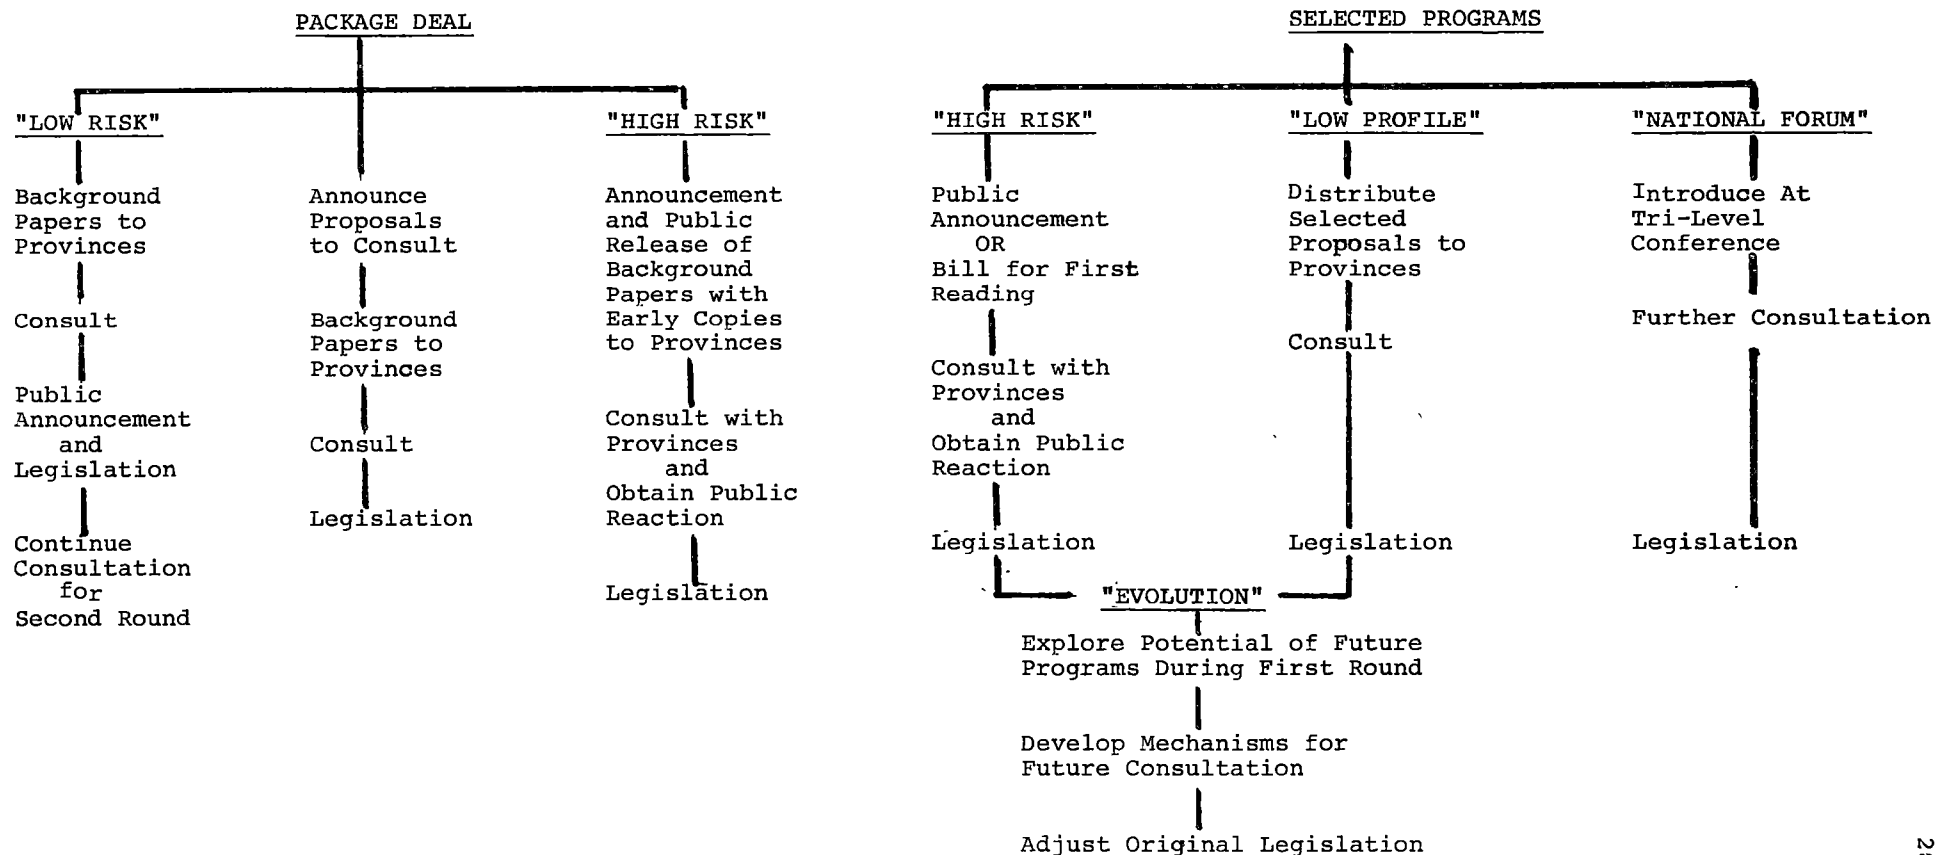 PACKAGE DEAL
"LOW RISK"
Background
Papers to
Provinces
Consult
Public
Announcement
and
Legislation
Continue
Consultation
for
Second Round
Announce
Proposals
to Consult
Background
Papers to
Provinces
Consult
Legislation
"HIGH RISK"
Announcement
and Public
Release of
Background
Papers with
Early Copies
to Provinces
Consult with
Provinces
and
Obtain Public
Reaction
Legislation
SELECTED PROGRAMS
"HIGH RISK"
Public
Announcement
OR
Bill for First
Reading
Consult with
Provinces
and
Obtain Public
Reaction
Legislation
"LOW PROFILE"
Distribute
Selected
Proposals to
Provinces
Consult
Legislation
"NATIONAL FORUM"
Introduce At
Tri-Level
Conference
Further Consultation
Legislation
"EVOLUTION"
Explore Potential of Future
Programs During First Round
Develop Mechanisms for
Future Consultation
Adjust Original Legislation